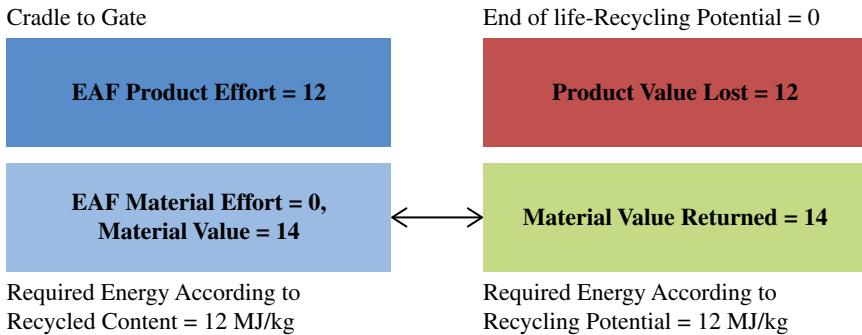 Cradle to Gate
EAF Product Effort = 12
EAF Material Effort = 0,
Material Value = 14
Required Energy According to
Recycled Content = 12 MJ/kg
End of life-Recycling Potential = 0
Product Value Lost = 12
Material Value Returned = 14
Required Energy According to
Recycling Potential = 12 MJ/kg